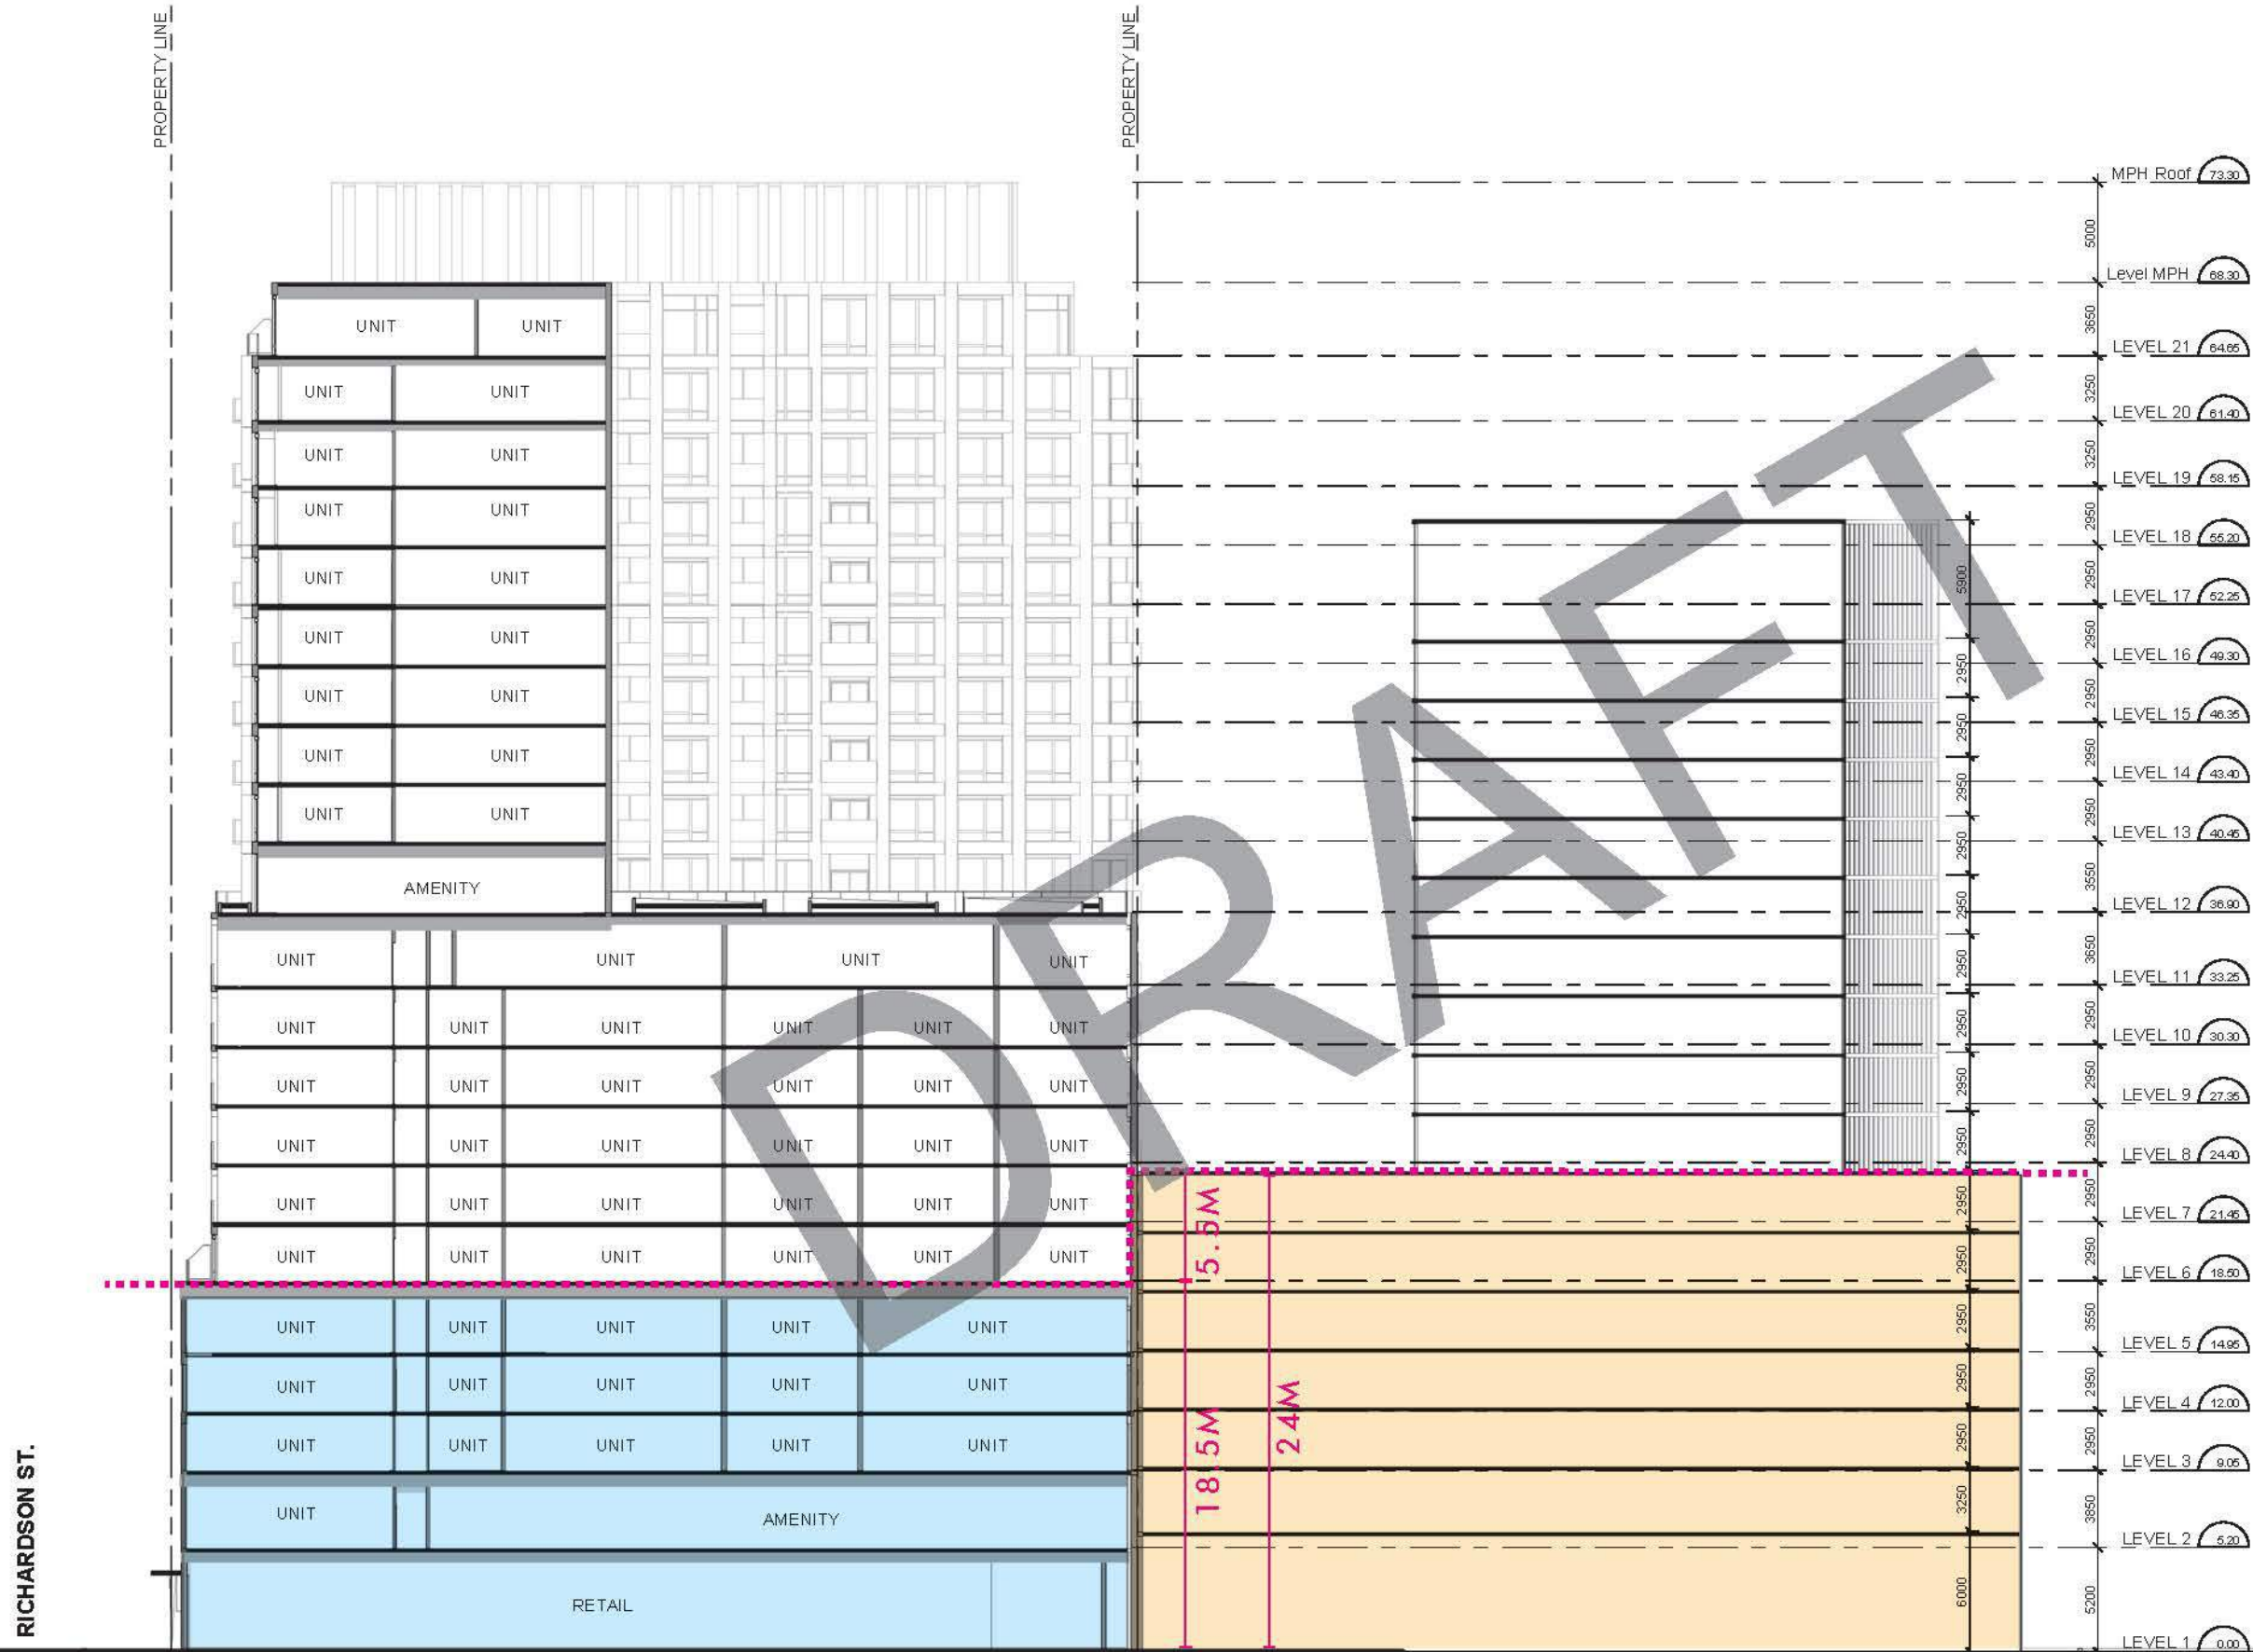 PROPERTY LINE
PROPERTY LINE
MPH Roof 73.30
5000
Level MPH 68.30
3650
LEVEL 21 64.65
3250
LEVEL 20 61.40
3250
LEVEL 19 58.15
2950
LEVEL 18 55.20
2950
LEVEL 17 52.25
2950
LEVEL 16 49.30
2950
LEVEL 15 46.35
2950
LEVEL 14 43.40
2950
LEVEL 13 40.45
3550
LEVEL 12 36.90
3650
LEVEL 11 33.25
2950
LEVEL 10 30.30
2950
LEVEL 9 27.35
2950
LEVEL 8 24.40
2950
LEVEL 7 21.45
2950
LEVEL 6 18.50
3550
LEVEL 5 14.95
2950
LEVEL 4 12.00
2950
LEVEL 3 9.05
3850
LEVEL 2 5.20
5200
LEVEL 1 0.00
UNIT UNIT
UNIT UNIT
UNIT UNIT
UNIT UNIT
UNIT UNIT
UNIT UNIT
UNIT UNIT
UNIT UNIT
UNIT UNIT
AMENITY
UNIT UNIT UNIT UNIT
UNIT UNIT UNIT UNIT UNIT UNIT
UNIT UNIT UNIT UNIT UNIT UNIT
UNIT UNIT UNIT UNIT UNIT UNIT
UNIT UNIT UNIT UNIT UNIT UNIT
UNIT UNIT UNIT UNIT UNIT UNIT
UNIT UNIT UNIT UNIT UNIT
UNIT UNIT UNIT UNIT UNIT
UNIT UNIT UNIT UNIT UNIT
UNIT AMENITY
RETAIL
5900
2950
2950
2950
2950
2950
2950
2950
2950
2950
2950
2950
2950
2950
2950
3250
6000
5.5M
18.5M
24M
DRAFT
RICHARDSON ST.